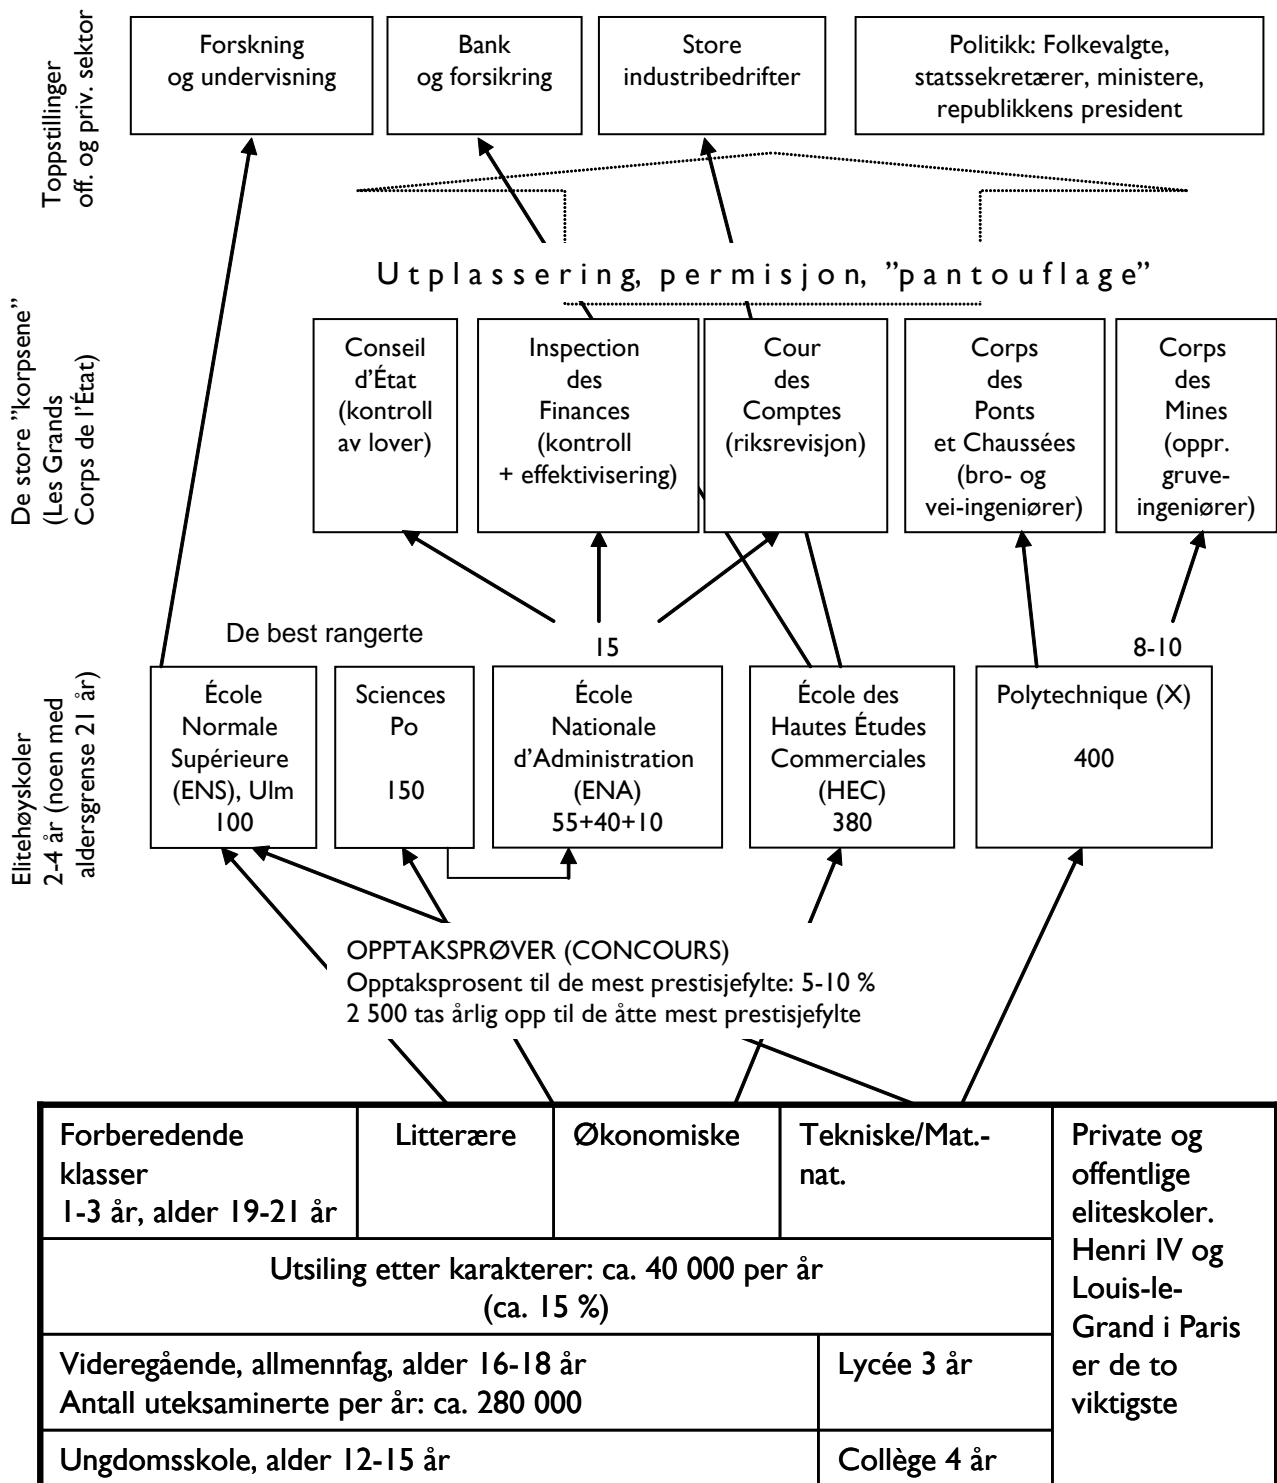 Toppstillinger
off. og priv. sektor
Forskning
og undervisning
Bank
og forsikring
Store
industribedrifter
Politikk: Folkevalgte,
statssekretærer, ministere,
republikkens president
Utplassering, permisjon, ”pantouflage”
De store ”korpsene”
(Les Grands
Corps de l’État)
Conseil
d’État
(kontroll
av lover)
Inspection
des
Finances
(kontroll
+ effektivisering)
Cour
des
Comptes
(riksrevisjon)
Corps
des
Ponts
et Chaussées
(bro- og
vei-ingeniører)
Corps
des
Mines
(oppr.
gruve-
ingeniører)
De best rangerte
15
8-10
Elitehøyskoler
2-4 år (noen med
aldersgrense 21 år)
École
Normale
Supérieure
(ENS), Ulm
100
Sciences
Po
150
École
Nationale
d’Administration
(ENA)
55+40+10
École des
Hautes Études
Commerciales
(HEC)
380
Polytechnique (X)
400
OPPTAKSPRØVER (CONCOURS)
Opptaksprosent til de mest prestisjefylte: 5-10 %
2 500 tas årlig opp til de åtte mest prestisjefylte
Forberedende
klasser
1-3 år, alder 19-21 år
Litterære
Økonomiske
Tekniske/Mat.-
nat.
Private og
offentlige
eliteskoler.
Henri IV og
Louis-le-
Grand i Paris
er de to
viktigste
Utsiling etter karakterer: ca. 40 000 per år
(ca. 15 %)
Videregående, allmennfag, alder 16-18 år
Antall uteksaminerte per år: ca. 280 000
Lycée 3 år
Ungdomsskole, alder 12-15 år
Collège 4 år